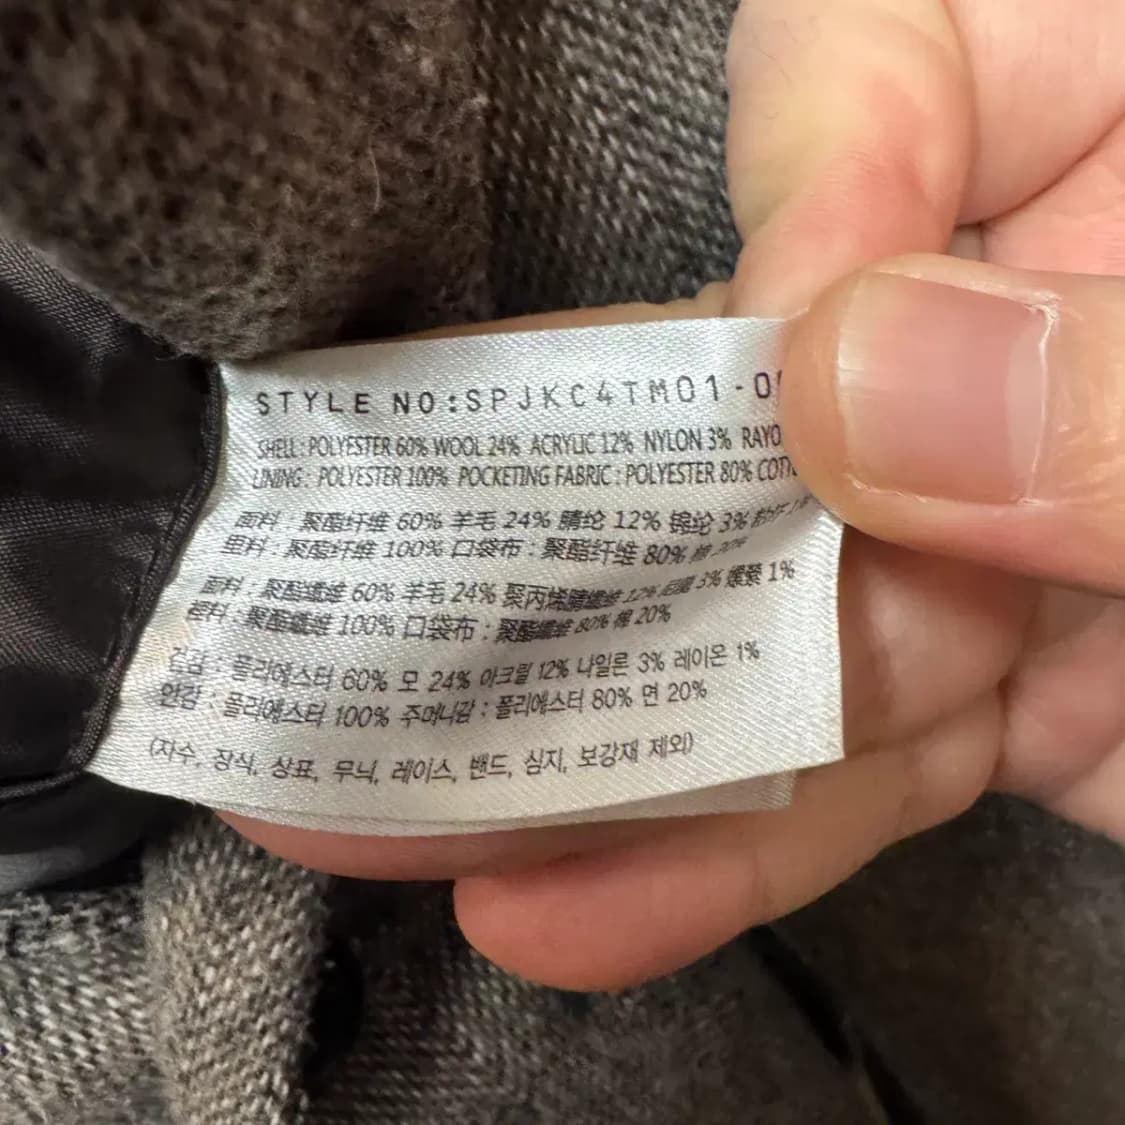 STYLE NO:SPJKC4TM01-0
SHELL: POLYESTER 60% WOOL 24% ACRYLIC 12% NYLON 3% RAYO
LINING: POLYESTER 100% POCKETING FABRIC: POLYESTER 80% COTT
面料: 聚酯纤维 60% 羊毛 24% 腈纶 12% 锦纶 3%
里料: 聚酯纤维 100% 口袋布: 聚酯纤维 80% 棉 20%
面料: 聚酯纖維 60% 羊毛 24% 聚丙烯腈纖維 12% 尼龍 3% 嫘縈 1%
裡料: 聚酯纖維 100% 口袋布: 聚酯纖維 80% 棉 20%
겉감: 폴리에스터 60% 모 24% 아크릴 12% 나일론 3% 레이온 1%
안감: 폴리에스터 100% 주머니감: 폴리에스터 80% 면 20%
(자수, 장식, 상표, 무늬, 레이스, 밴드, 심지, 보강재 제외)